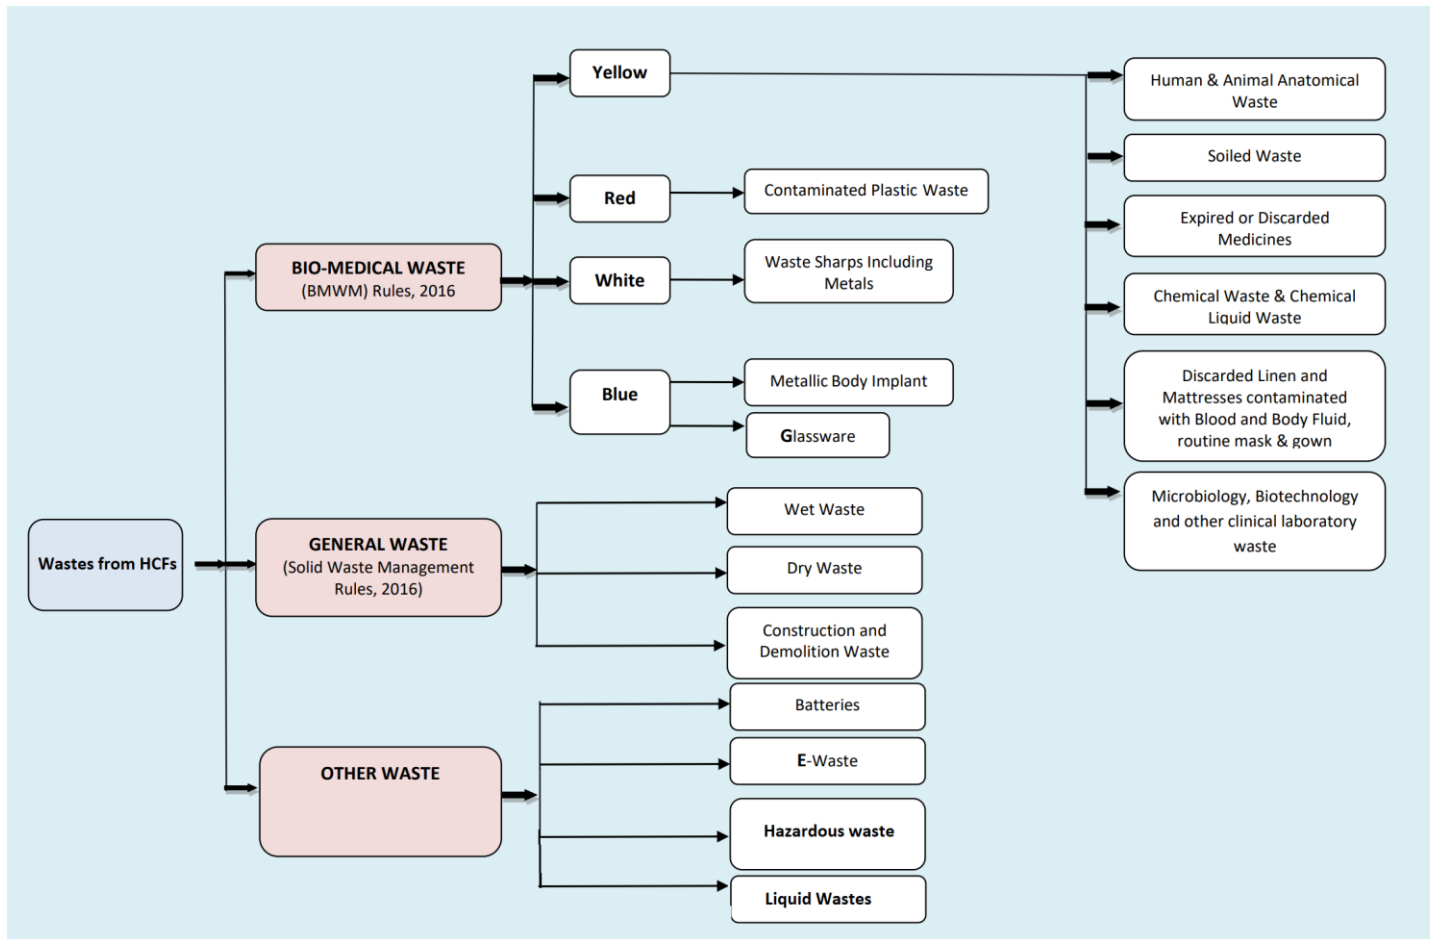 Yellow
Human & Animal Anatomical
Waste
Soiled Waste
Expired or Discarded
Medicines
Chemical Waste & Chemical
Liquid Waste
Discarded Linen and
Mattresses contaminated
with Blood and Body Fluid,
routine mask & gown
Microbiology, Biotechnology
and other clinical laboratory
waste
Red
Contaminated Plastic Waste
BIO-MEDICAL WASTE
(BMWM) Rules, 2016
White
Waste Sharps Including
Metals
Blue
Metallic Body Implant
Glassware
Wastes from HCFs
GENERAL WASTE
(Solid Waste Management
Rules, 2016)
Wet Waste
Dry Waste
Construction and
Demolition Waste
OTHER WASTE
Batteries
E-Waste
Hazardous waste
Liquid Wastes